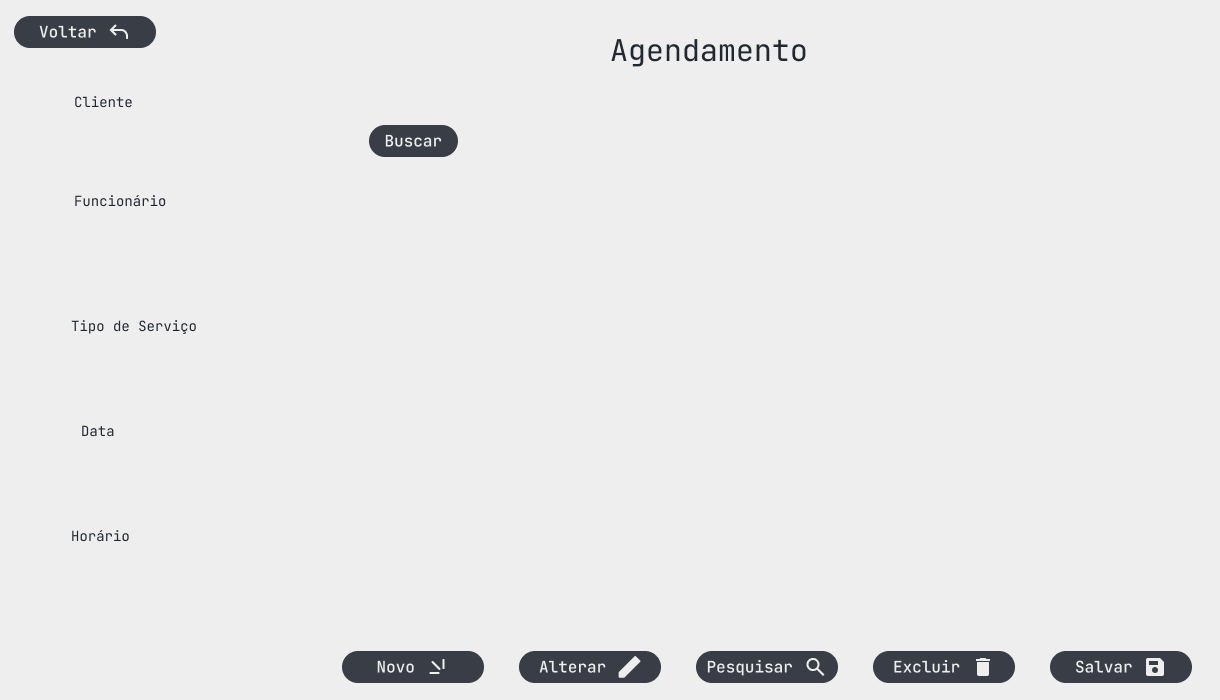 Voltar
Agendamento
Cliente
Buscar
Funcionário
Tipo de Serviço
Data
Horário
Novo
Alterar
Pesquisar
Excluir
Salvar